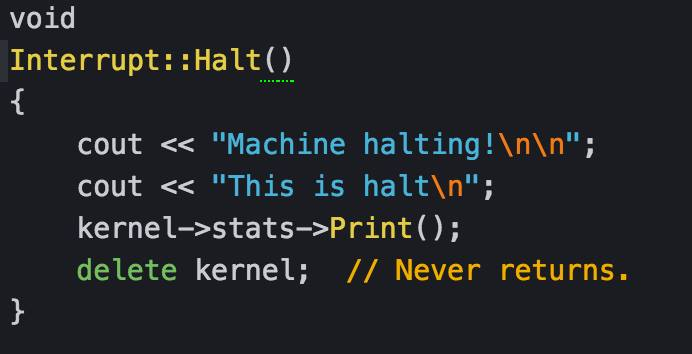 void
Interrupt::Halt()
{
    cout << "Machine halting!\n\n";
    cout << "This is halt\n";
    kernel->stats->Print();
    delete kernel;  // Never returns.
}